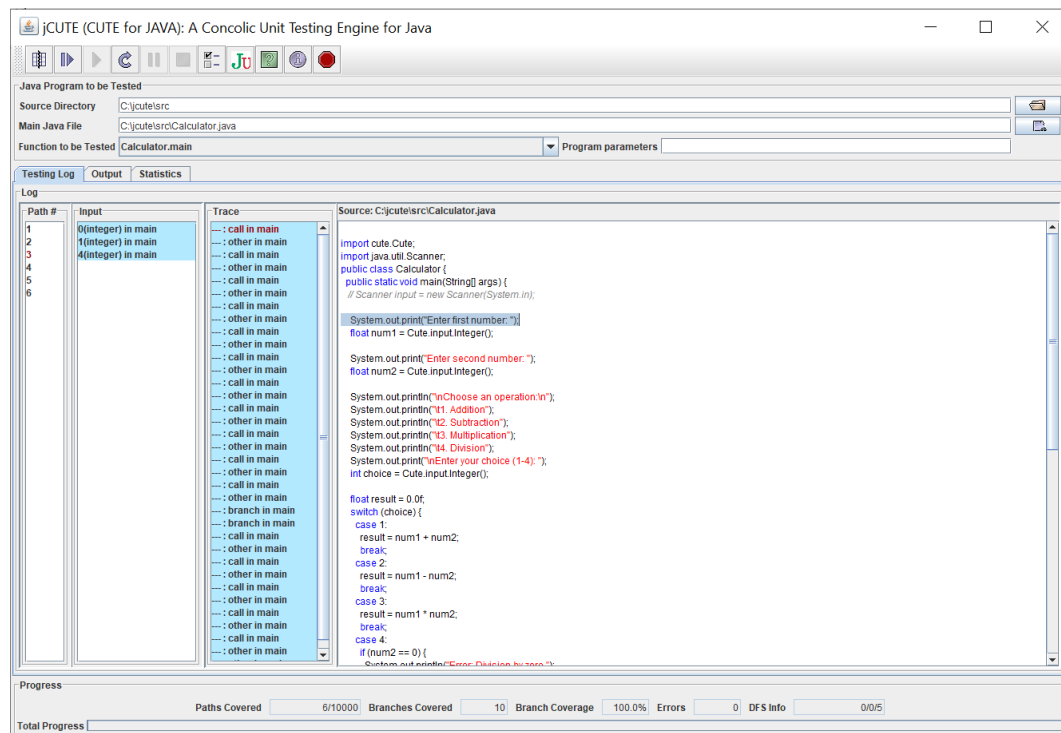 jCUTE (CUTE for JAVA): A Concolic Unit Testing Engine for Java
JU
Java Program to be Tested
Source Directory C:\jcute\src
Main Java File C:\jcute\src\Calculator.java
Function to be Tested Calculator.main Program parameters
Testing Log Output Statistics
Log
Path #
1
2
3
4
5
6
Input
0(integer) in main
1(integer) in main
4(integer) in main
Trace
--- : call in main
--- : other in main
--- : call in main
--- : other in main
--- : call in main
--- : other in main
--- : call in main
--- : other in main
--- : other in main
--- : call in main
--- : other in main
--- : other in main
--- : call in main
--- : other in main
--- : call in main
--- : other in main
--- : call in main
--- : other in main
--- : call in main
--- : other in main
--- : call in main
--- : other in main
--- : branch in main
--- : branch in main
--- : call in main
--- : other in main
--- : call in main
--- : other in main
--- : call in main
--- : other in main
--- : call in main
--- : other in main
--- : call in main
--- : other in main
Source: C:\jcute\src\Calculator.java
import cute.Cute;
import java.util.Scanner;
public class Calculator {
public static void main(String[] args) {
// Scanner input = new Scanner(System.in);
System.out.print("Enter first number: ");
float num1 = Cute.input.Integer();
System.out.print("Enter second number: ");
float num2 = Cute.input.Integer();
System.out.println("\nChoose an operation:\n");
System.out.println("\t1. Addition");
System.out.println("\t2. Subtraction");
System.out.println("\t3. Multiplication");
System.out.println("\t4. Division");
System.out.print("\nEnter your choice (1-4): ");
int choice = Cute.input.Integer();
float result = 0.0f;
switch (choice) {
case 1:
result = num1 + num2;
break;
case 2:
result = num1 - num2;
break;
case 3:
result = num1 * num2;
break;
case 4:
if (num2 == 0) {
System.out.println("Error: Division by zero.");
Progress
Paths Covered 6/10000 Branches Covered 10 Branch Coverage 100.0% Errors 0 DFS Info 0/0/5
Total Progress